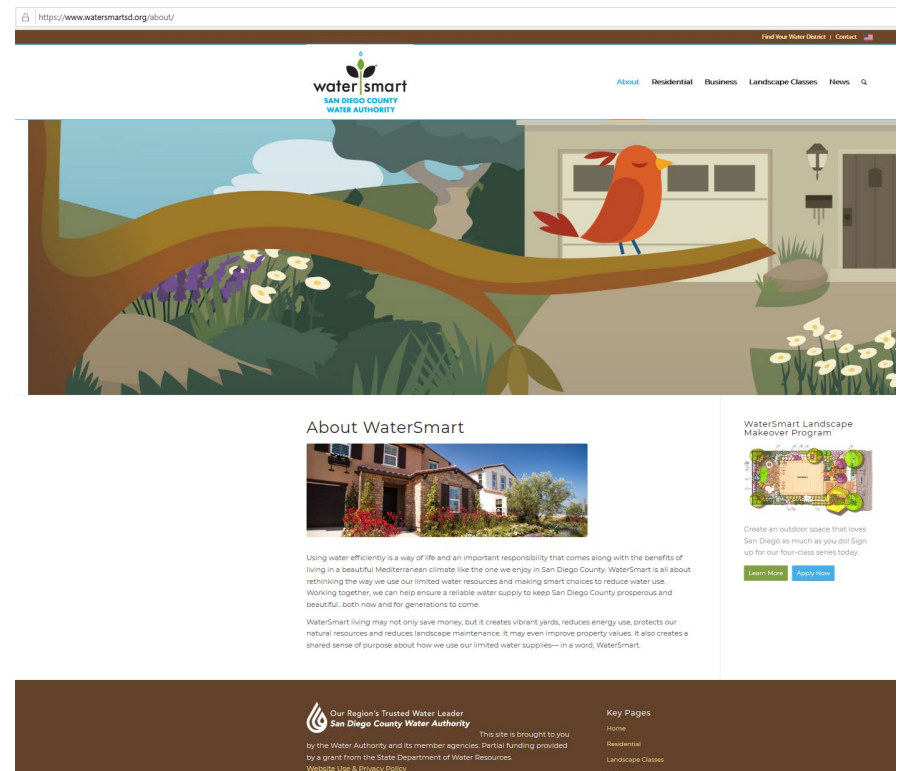 https://www.watersmartsd.org/about/
Find Your Water District | Contact
water smart
SAN DIEGO COUNTY
WATER AUTHORITY
About Residential Business Landscape Classes News
About WaterSmart
Using water efficiently is a way of life and an important responsibility that comes along with the benefits of
living in a beautiful Mediterranean climate like the one we enjoy in San Diego County. WaterSmart is all about
rethinking the way we use our limited water resources and making smart choices to reduce water use.
Working together, we can help ensure a reliable water supply to keep San Diego County prosperous and
beautiful…both now and for generations to come.
WaterSmart living may not only save money, but it creates vibrant yards, reduces energy use, protects our
natural resources and reduces landscape maintenance. It may even improve property values. It also creates a
shared sense of purpose about how we use our limited water supplies— in a word, WaterSmart.
WaterSmart Landscape
Makeover Program
Create an outdoor space that loves
San Diego as much as you do! Sign
up for our four-class series today.
Learn More Apply Now
Our Region's Trusted Water Leader
San Diego County Water Authority
This site is brought to you
by the Water Authority and its member agencies. Partial funding provided
by a grant from the State Department of Water Resources.
Website Use & Privacy Policy
Key Pages
Home
Residential
Landscape Classes